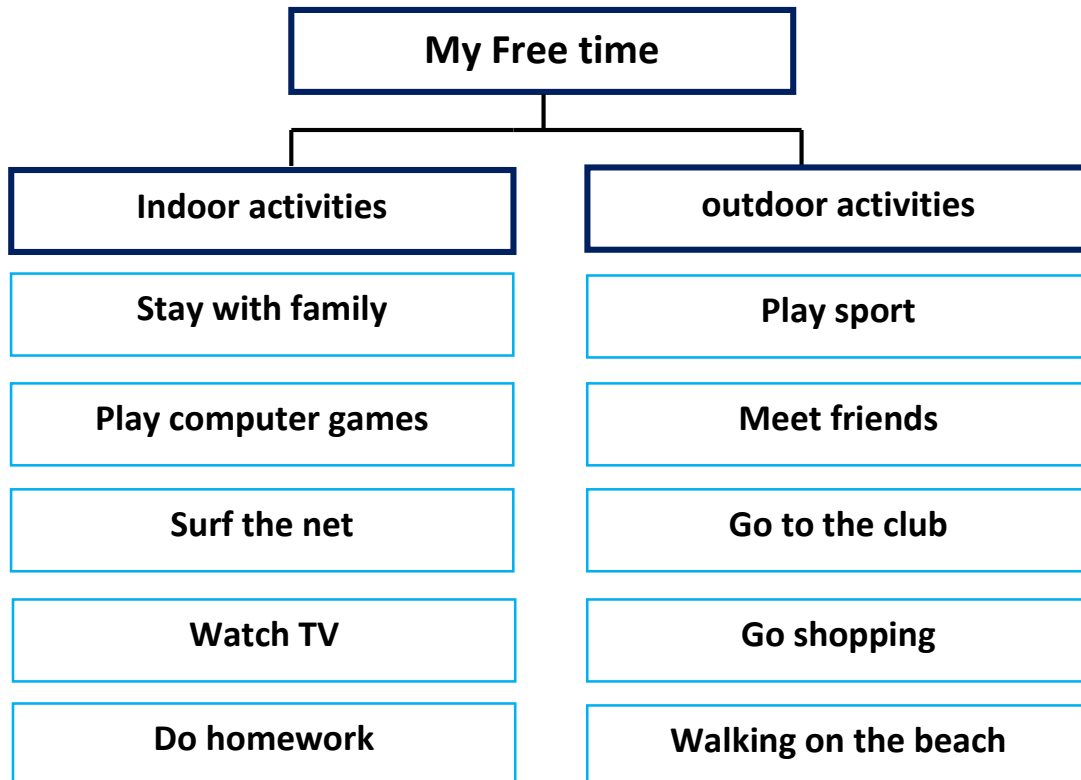 My Free time
Indoor activities
outdoor activities
Stay with family
Play sport
Play computer games
Meet friends
Surf the net
Go to the club
Watch TV
Go shopping
Do homework
Walking on the beach